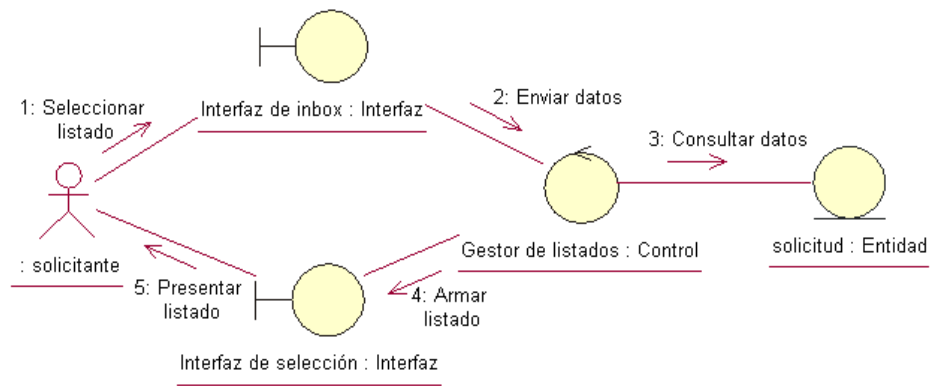 1: Seleccionar
listado
Interfaz de inbox : Interfaz
2: Enviar datos
3: Consultar datos
: solicitante
Gestor de listados : Control
solicitud : Entidad
5: Presentar
listado
4: Armar
listado
Interfaz de selección : Interfaz